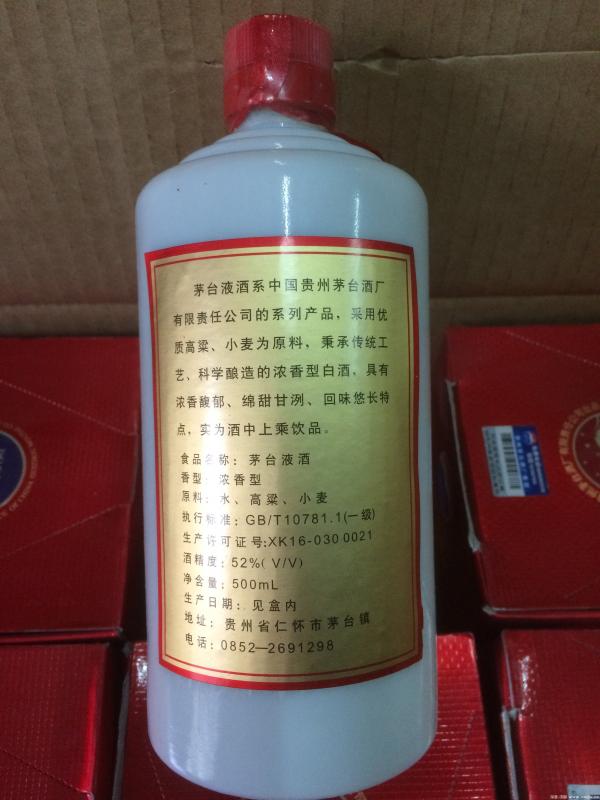 茅台液酒系中国贵州茅台酒厂
有限责任公司的系列产品，采用优
质高粱、小麦为原料，秉承传统工
艺、科学酿造的浓香型白酒，具有
浓香馥郁、绵甜甘洌、回味悠长特
点，实为酒中上乘饮品。
食品名称：茅台液酒
香型：浓香型
原料：水、高粱、小麦
执行标准：GB/T10781.1(一级)
生产许可证号:XK16-030 0021
酒精度：52%( V/V)
净含量：500mL
生产日期：见盒内
地址：贵州省仁怀市茅台镇
电话：0852—2691298